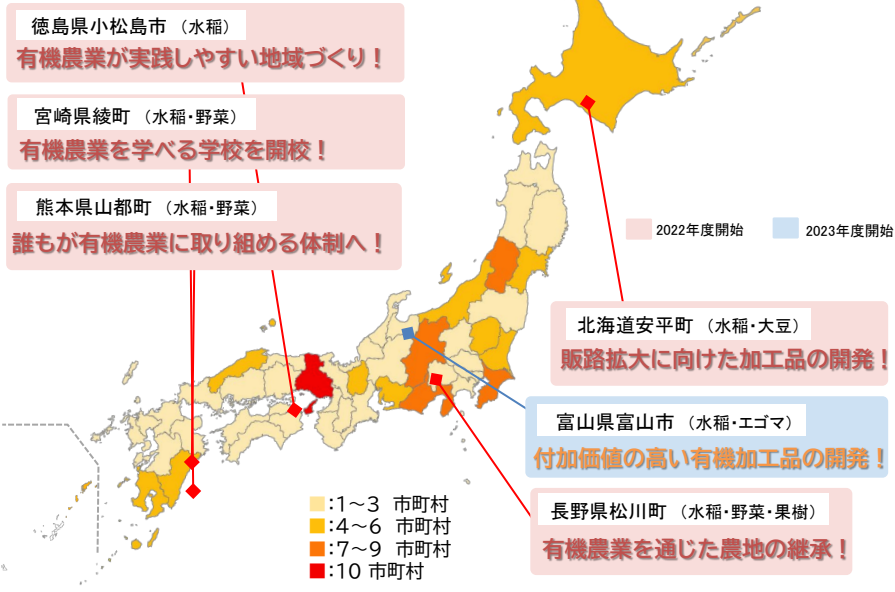 徳島県小松島市 （水稲）
有機農業が実践しやすい地域づくり！
宮崎県綾町 （水稲・野菜）
有機農業を学べる学校を開校！
熊本県山都町 （水稲・野菜）
誰もが有機農業に取り組める体制へ！
2022年度開始
2023年度開始
北海道安平町 （水稲・大豆）
販路拡大に向けた加工品の開発！
富山県富山市 （水稲・エゴマ）
付加価値の高い有機加工品の開発！
長野県松川町 （水稲・野菜・果樹）
有機農業を通じた農地の継承！
：1～3 市町村
：4～6 市町村
：7～9 市町村
：10 市町村